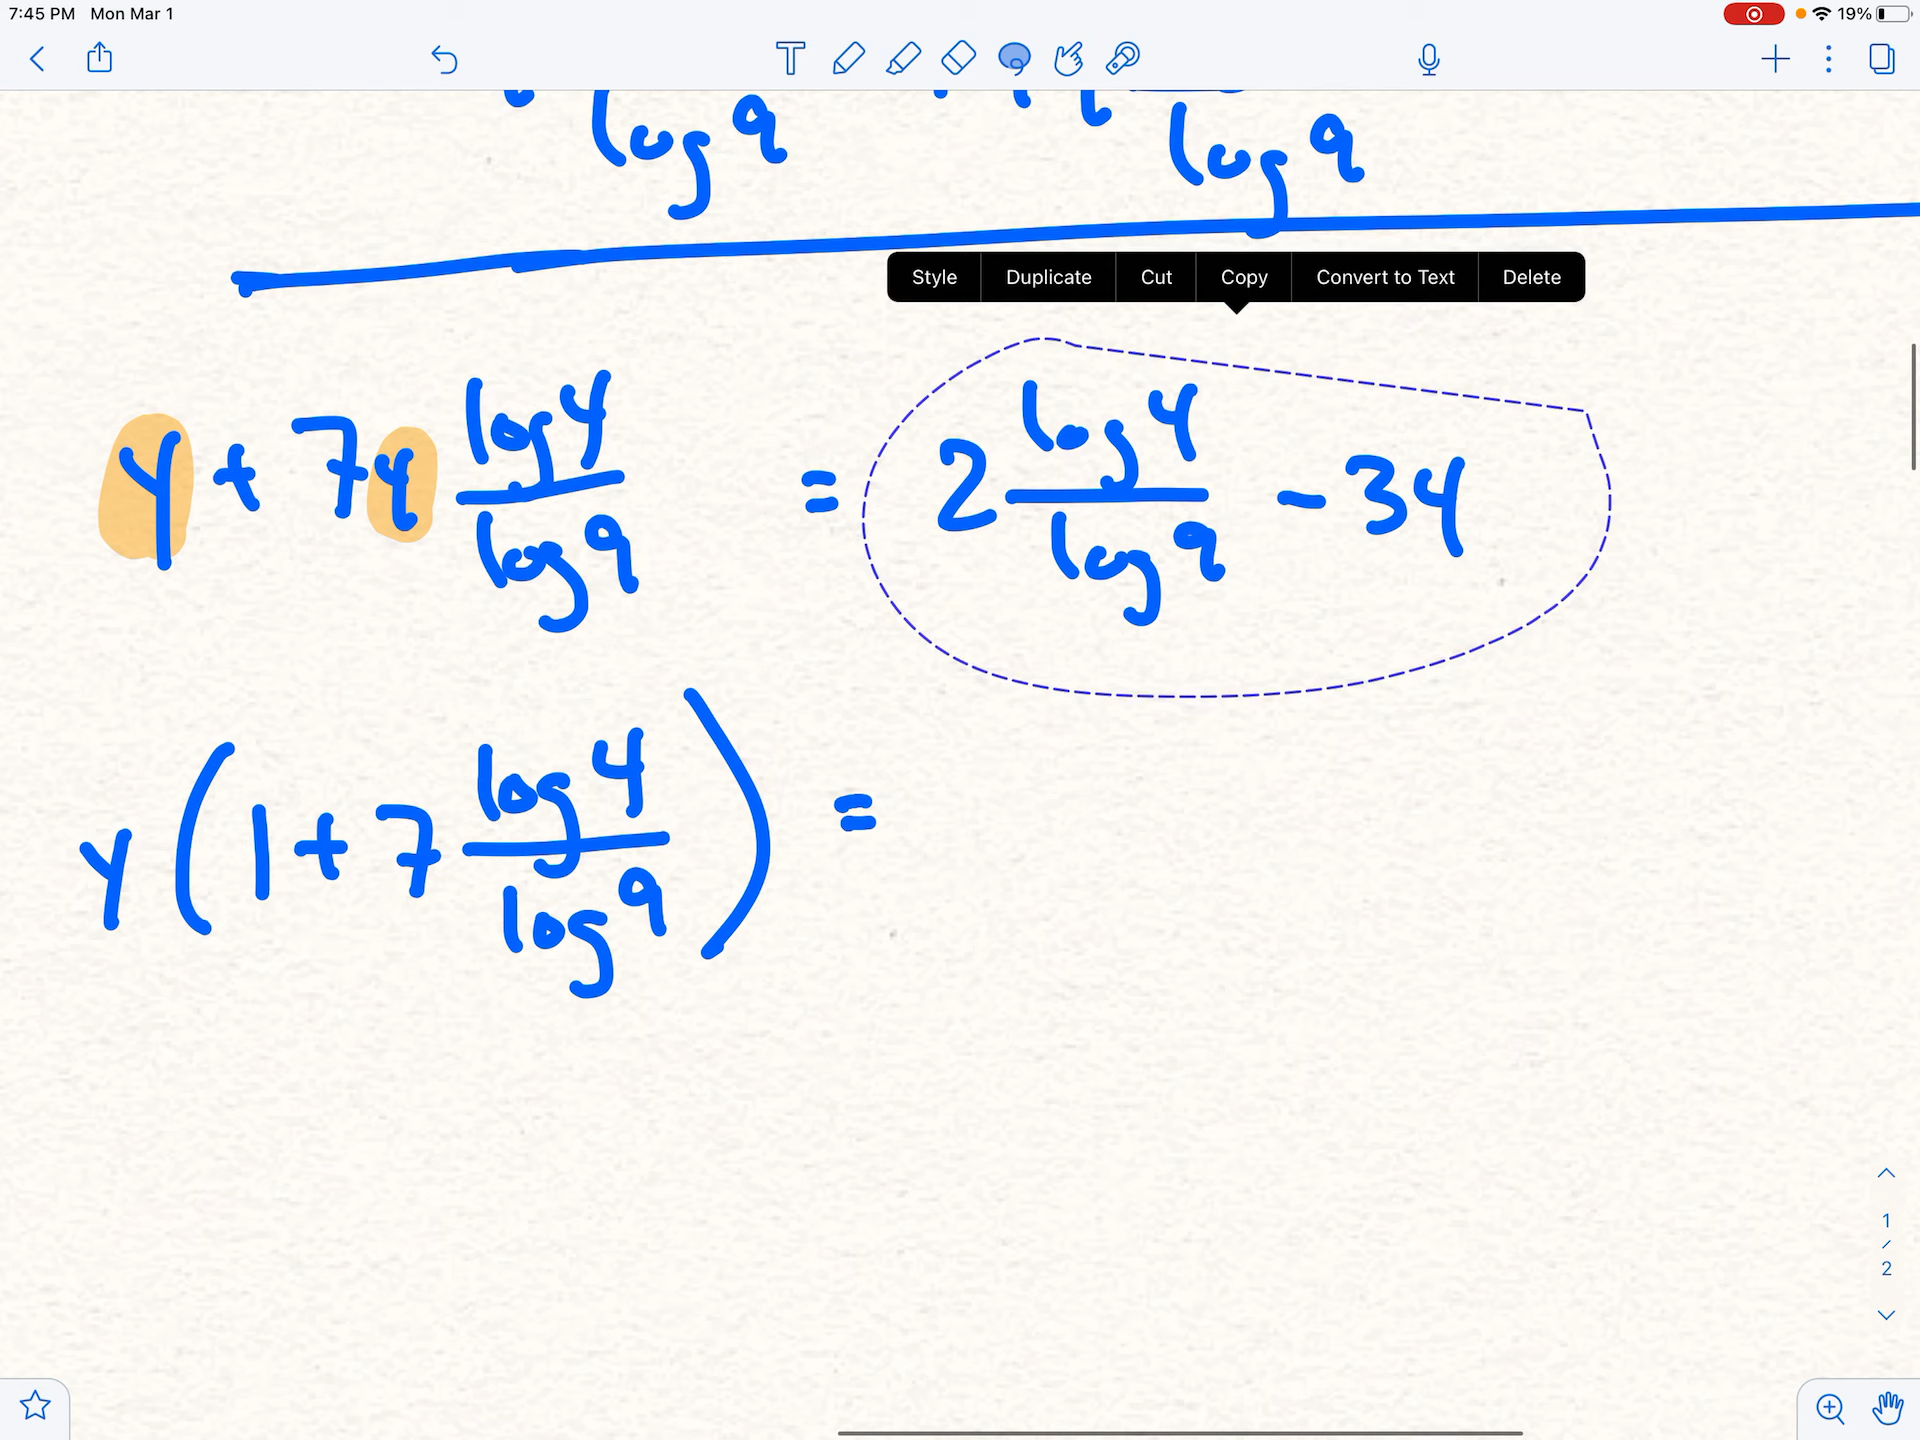 7:45 PM Mon Mar 1
19%
log 9 log 9
Style Duplicate Cut Copy Convert to Text Delete
y + 7y log 4 / log 9 = 2 log 4 / log 9 - 34
y ( 1 + 7 log 4 / log 9 ) =
1
/
2